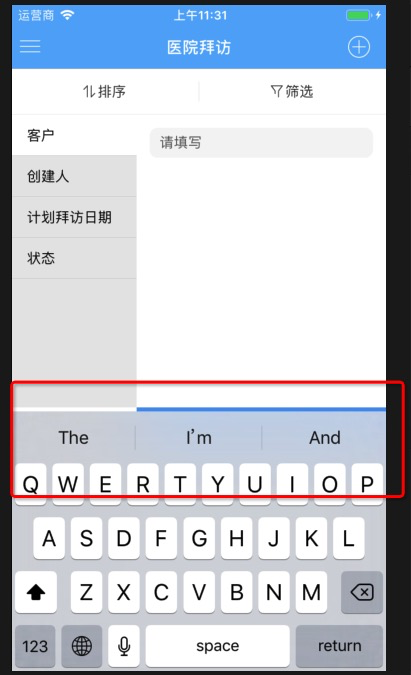 运营商 上午11:31
医院拜访
排序 筛选
客户 请填写
创建人
计划拜访日期
状态
The I'm And
Q W E R T Y U I O P
A S D F G H J K L
Z X C V B N M
123 space return